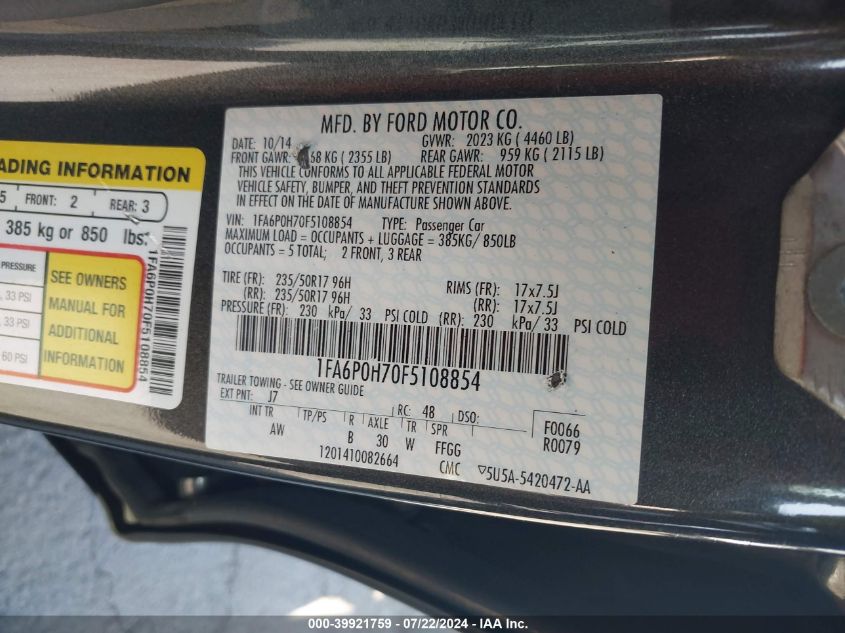 MFD. BY FORD MOTOR CO.
DATE: 10/14 GVWR: 2023 KG ( 4460 LB)
FRONT GAWR: 68 KG ( 2355 LB) REAR GAWR: 959 KG ( 2115 LB)
THIS VEHICLE CONFORMS TO ALL APPLICABLE FEDERAL MOTOR
VEHICLE SAFETY, BUMPER, AND THEFT PREVENTION STANDARDS
IN EFFECT ON THE DATE OF MANUFACTURE SHOWN ABOVE.
VIN: 1FA6P0H70F5108854 TYPE: Passenger Car
MAXIMUM LOAD = OCCUPANTS + LUGGAGE = 385KG/ 850LB
OCCUPANTS = 5 TOTAL; 2 FRONT, 3 REAR
TIRE (FR): 235/50R17 96H RIMS (FR): 17x7.5J
(RR): 235/50R17 96H (RR): 17x7.5J
PRESSURE (FR): 230 kPa/ 33 PSI COLD (RR): 230 kPa/ 33 PSI COLD
1FA6P0H70F5108854
TRAILER TOWING - SEE OWNER GUIDE
EXT PNT: J7 RC: 48 DSO:
INT TR TP/PS R AXLE TR SPR F0066
AW B 30 W FFGG R0079
1201410082664 CMC ▽5U5A-5420472-AA
ADING INFORMATION
5 FRONT: 2 REAR: 3
385 kg or 850 lbs.
PRESSURE
33 PSI
33 PSI
60 PSI
SEE OWNERS
MANUAL FOR
ADDITIONAL
INFORMATION
1FA6P0H70F5108854
000-39921759 / 07/22/2024 - IAA Inc.